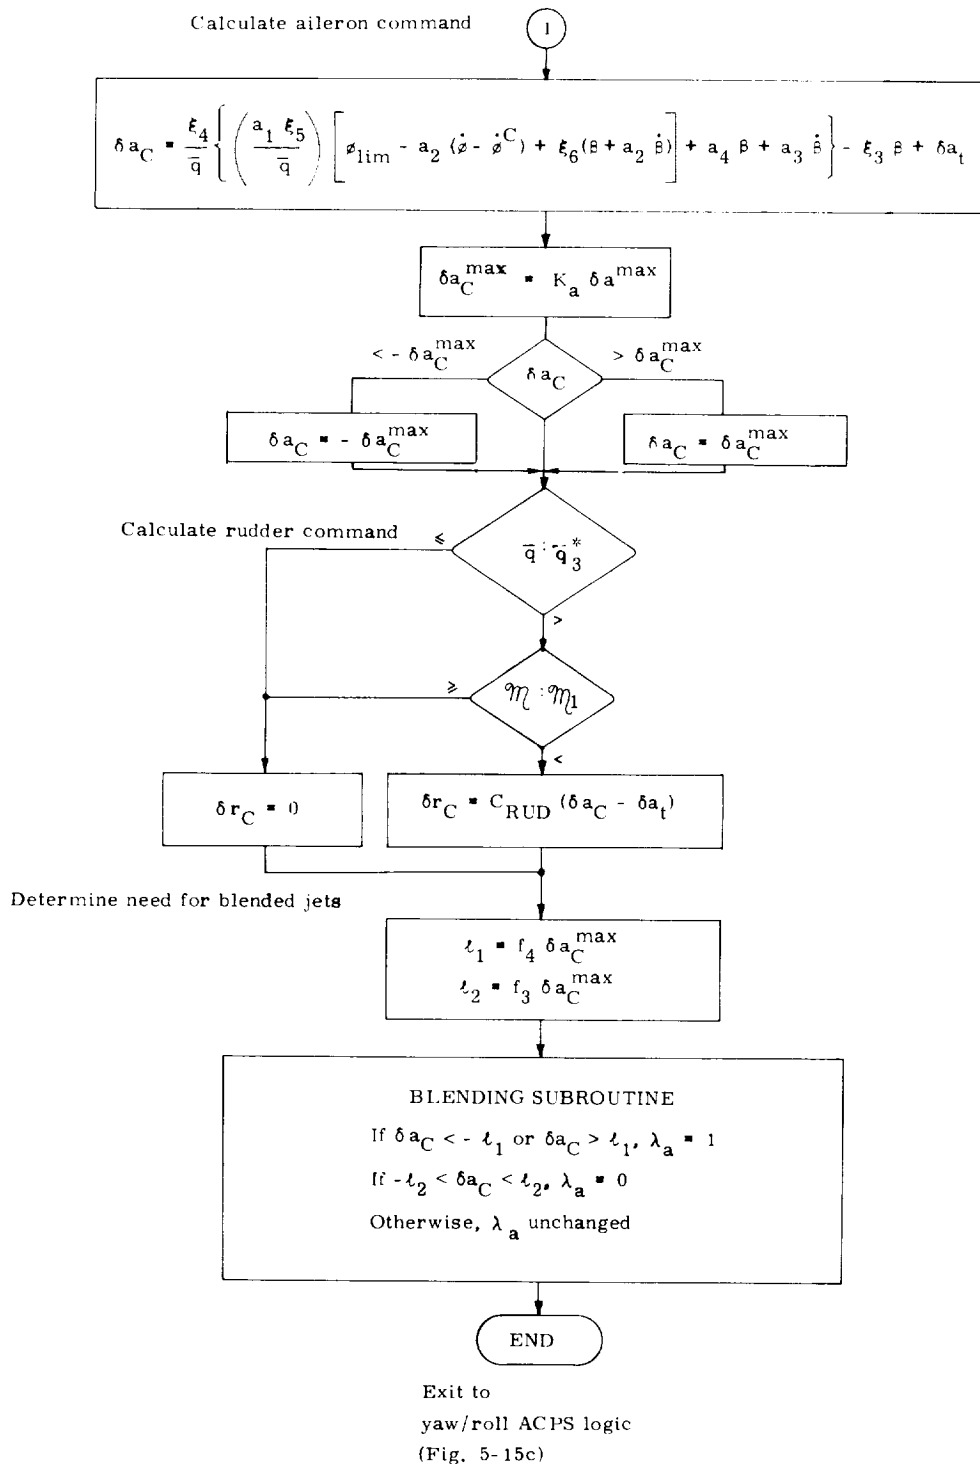 Calculate aileron command
1
δa_C = ξ_4/q̄ { (a_1 ξ_5/q̄) [ø_lim - a_2 (ø̇ - ø̇^C) + ξ_6(β + a_2 β̇)] + a_4 β + a_3 β̇ } - ξ_3 β + δa_t
δa_C^max = K_a δa^max
< - δa_C^max
> δa_C^max
δa_C
δa_C = - δa_C^max
δa_C = δa_C^max
Calculate rudder command
≤
q̄ : q̄_3^*
>
≥
𝔐 : 𝔐_1
<
δr_C = 0
δr_C = C_RUD (δa_C - δa_t)
Determine need for blended jets
ℓ_1 = f_4 δa_C^max
ℓ_2 = f_3 δa_C^max
BLENDING SUBROUTINE
If δa_C < - ℓ_1 or δa_C > ℓ_1, λ_a = 1
If -ℓ_2 < δa_C < ℓ_2, λ_a = 0
Otherwise, λ_a unchanged
END
Exit to
yaw/roll ACPS logic
(Fig. 5-15c)